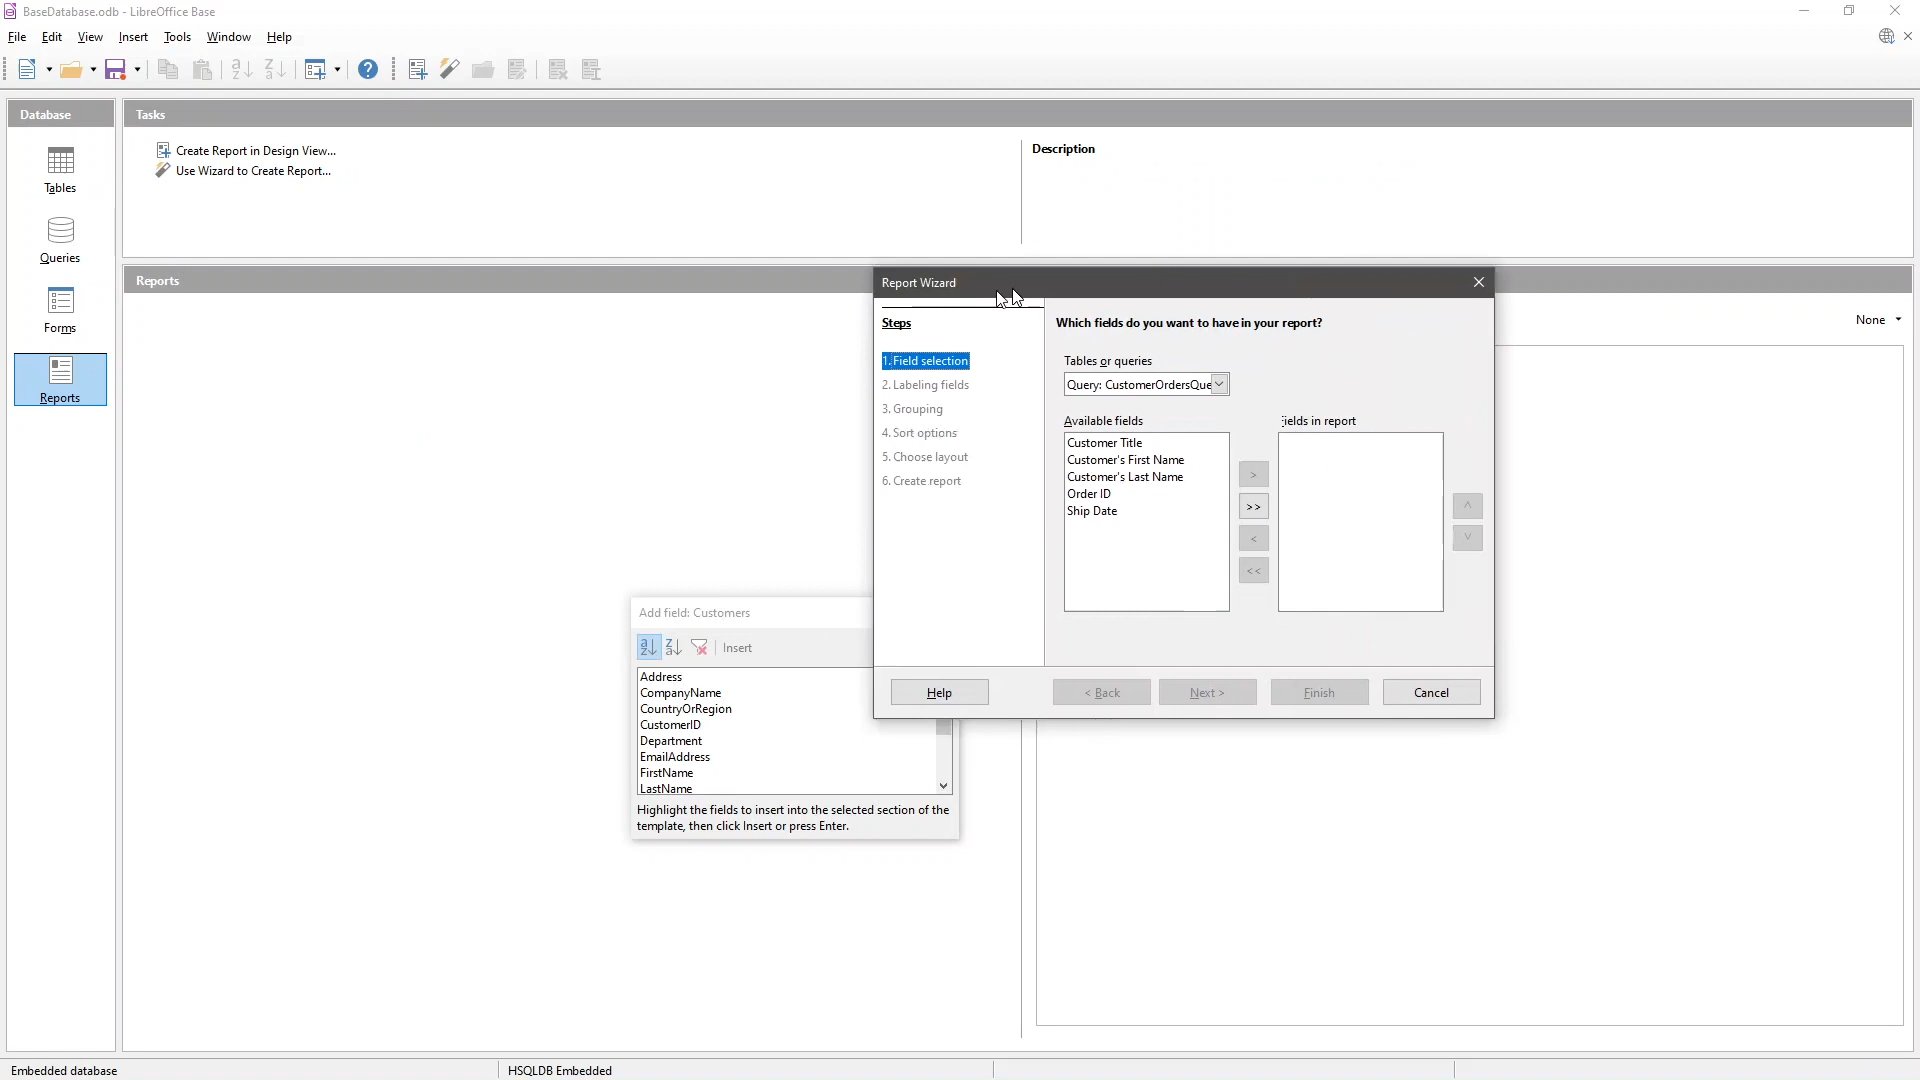 BaseDatabase.odb - LibreOffice Base
File Edit View Insert Tools Window Help
Database
Tables
Queries
Forms
Reports
Tasks
Create Report in Design View...
Use Wizard to Create Report...
Description
Reports
None
Report Wizard
Steps
1. Field selection
2. Labeling fields
3. Grouping
4. Sort options
5. Choose layout
6. Create report
Which fields do you want to have in your report?
Tables or queries
Query: CustomerOrdersQue
Available fields
Customer Title
Customer's First Name
Customer's Last Name
Order ID
Ship Date
>
>>
<
<<
Fields in report
Help
< Back
Next >
Finish
Cancel
Add field: Customers
Insert
Address
CompanyName
CountryOrRegion
CustomerID
Department
EmailAddress
FirstName
LastName
Highlight the fields to insert into the selected section of the
template, then click Insert or press Enter.
Embedded database
HSQLDB Embedded